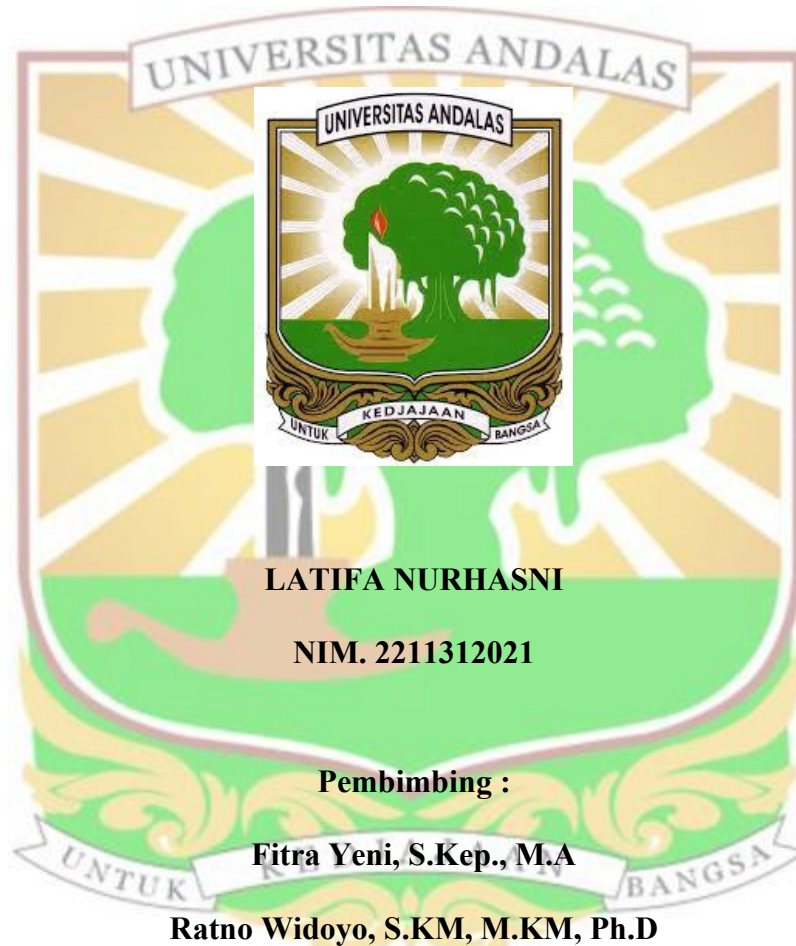 UNIVERSITAS ANDALAS
UNIVERSITAS ANDALAS
KEDJAJAAN
UNTUK BANGSA
LATIFA NURHASNI
NIM. 2211312021
Pembimbing :
Fitra Yeni, S.Kep., M.A
KEDJAJAAN
UNTUK BANGSA
Ratno Widoyo, S.KM, M.KM, Ph.D